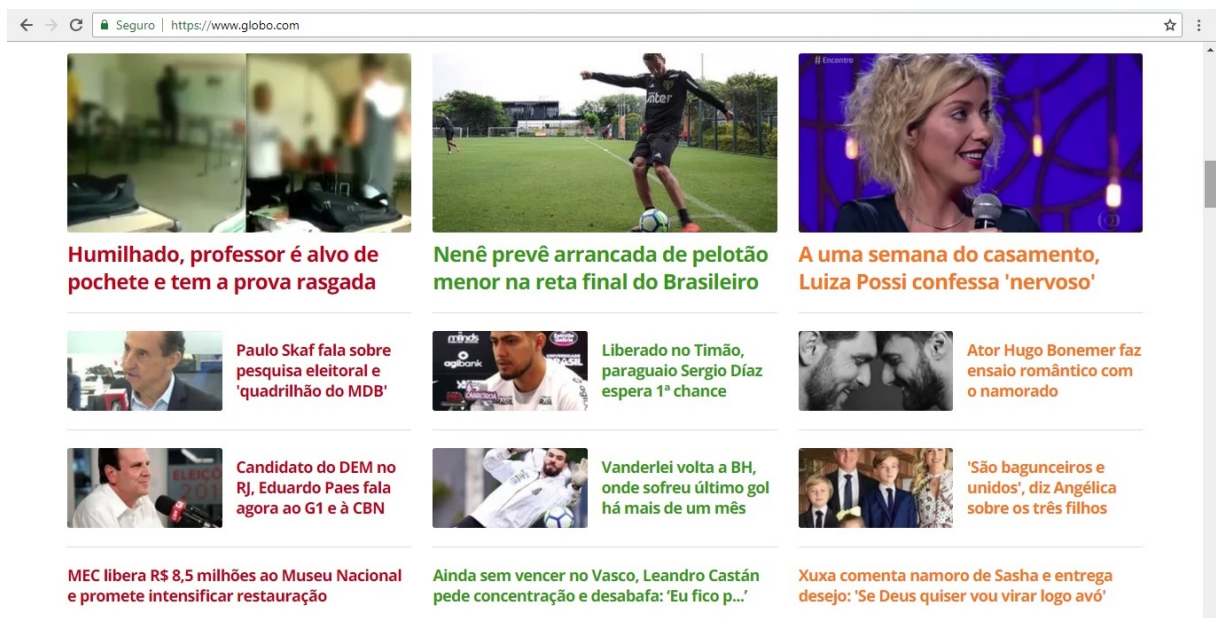 Seguro | https://www.globo.com
# Encontro
Humilhado, professor é alvo de
pochete e tem a prova rasgada
Nenê prevê arrancada de pelotão
menor na reta final do Brasileiro
A uma semana do casamento,
Luiza Possi confessa 'nervoso'
Paulo Skaf fala sobre
pesquisa eleitoral e
'quadrilhão do MDB'
minds
agibank
BRASIL
Liberado no Timão,
paraguaio Sergio Díaz
espera 1ª chance
Ator Hugo Bonemer faz
ensaio romântico com
o namorado
Candidato do DEM no
RJ, Eduardo Paes fala
agora ao G1 e à CBN
Vanderlei volta a BH,
onde sofreu último gol
há mais de um mês
'São bagunceiros e
unidos', diz Angélica
sobre os três filhos
MEC libera R$ 8,5 milhões ao Museu Nacional
e promete intensificar restauração
Ainda sem vencer no Vasco, Leandro Castán
pede concentração e desabafa: ‘Eu fico p...’
Xuxa comenta namoro de Sasha e entrega
desejo: 'Se Deus quiser vou virar logo avó'